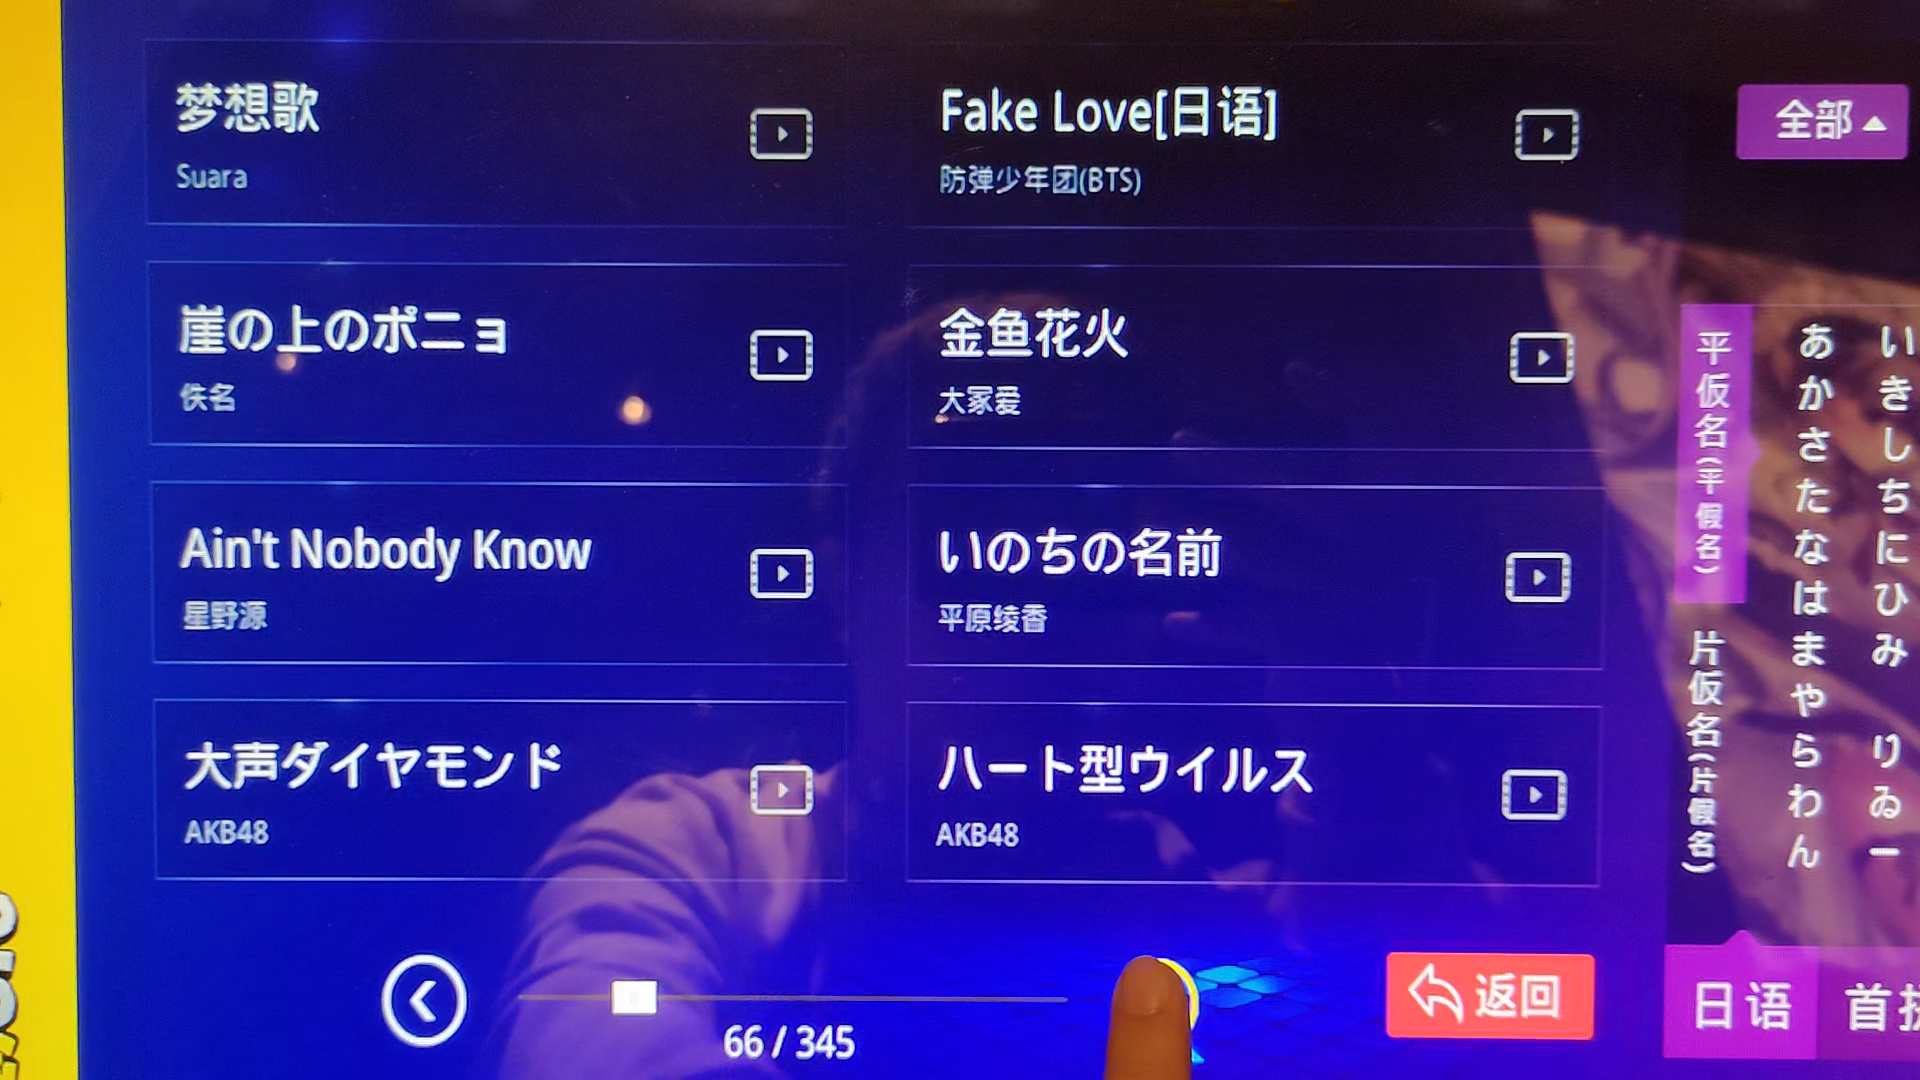 梦想歌
Suara
Fake Love[日语]
防弹少年团(BTS)
全部
崖の上のポニョ
佚名
金鱼花火
大冢爱
Ain't Nobody Know
星野源
いのちの名前
平原绫香
大声ダイヤモンド
AKB48
ハート型ウイルス
AKB48
平仮名(平假名)
片仮名(片假名)
あかさたなはまやらわん
いきしちにひみ りゐー
66 / 345
返回
日语
首